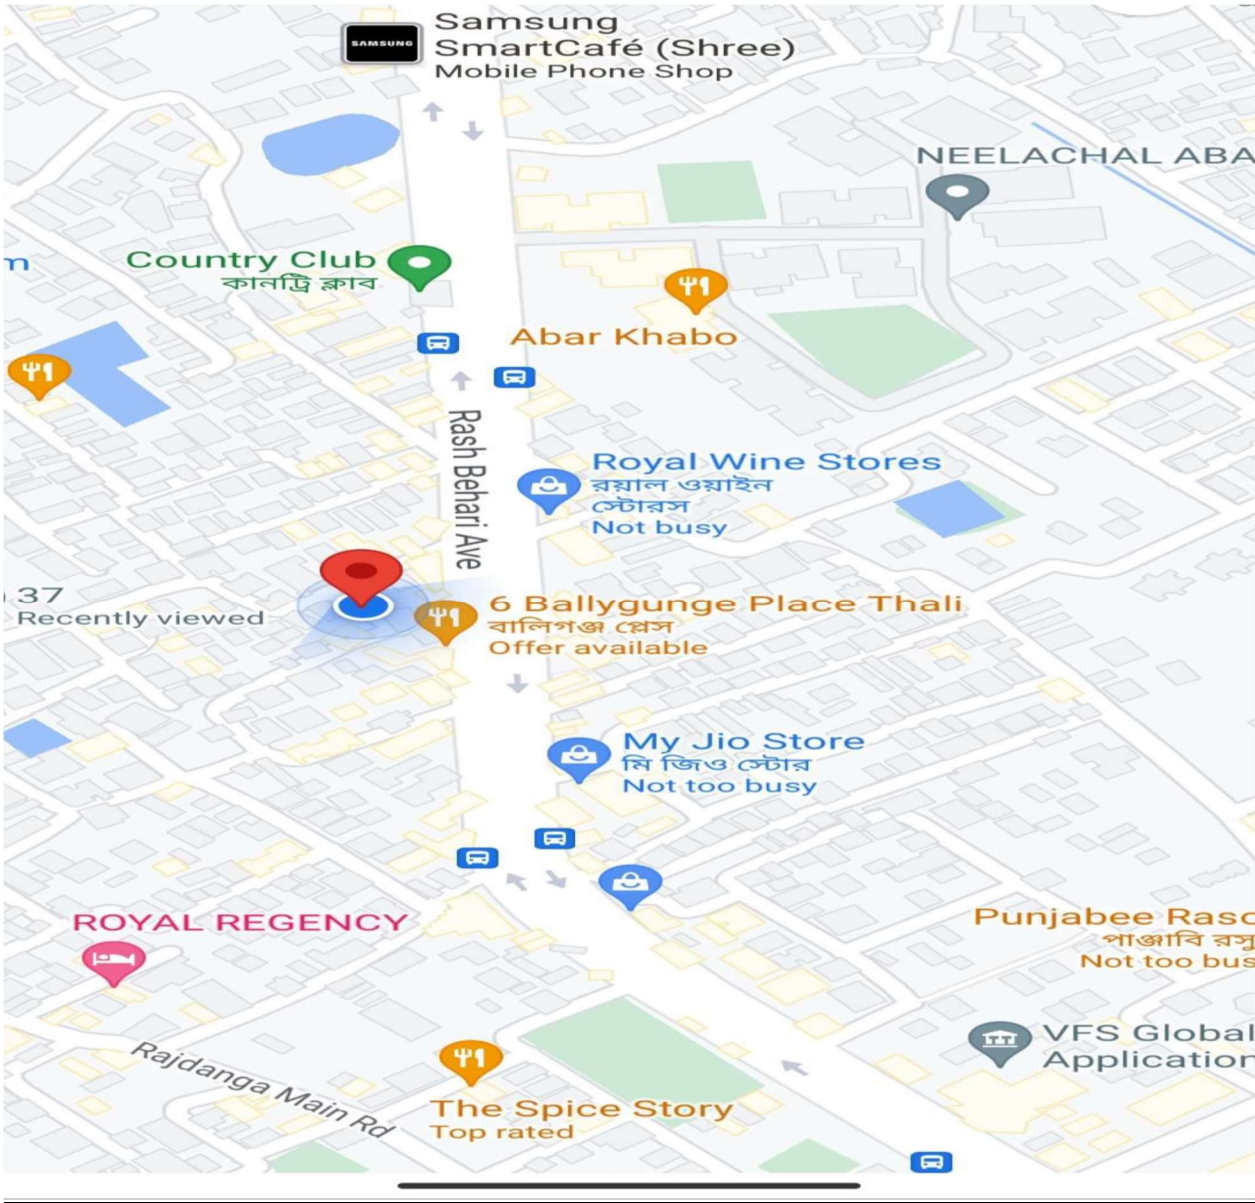 Samsung
SmartCafé (Shree)
Mobile Phone Shop
SAMSUNG
NEELACHAL ABA
Country Club
কানট্রি ক্লাব
m
Abar Khabo
Rash Behari Ave
Royal Wine Stores
রয়াল ওয়াইন
স্টোরস
Not busy
37
Recently viewed
6 Ballygunge Place Thali
বালিগঞ্জ প্লেস
Offer available
My Jio Store
মি জিও স্টোর
Not too busy
ROYAL REGENCY
Punjabee Raso
পাঞ্জাবি রসু
Not too bus
VFS Global
Application
Rajdanga Main Rd
The Spice Story
Top rated